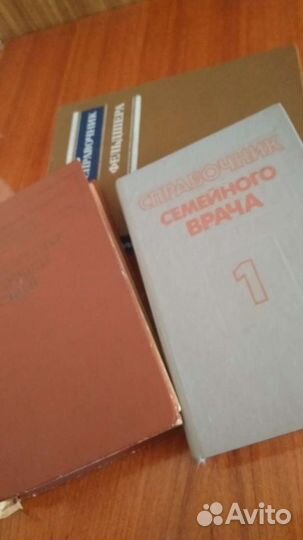 СПРАВОЧНИК
ФЕЛЬДШЕРА
СПРАВОЧНИК
СЕМЕЙНОГО
ВРАЧА
1
Avito